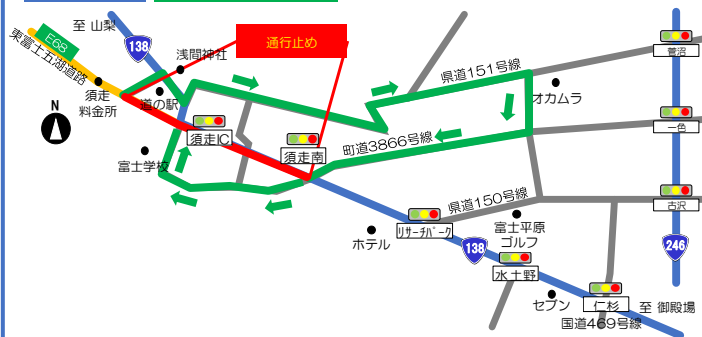 至 山梨
138
E68
東富士五湖道路
浅間神社
通行止め
須走
料金所
道の駅
N
須走IC
須走南
富士学校
県道151号線
オカムラ
菅沼
一色
町道3866号線
県道150号線
古沢
リサーチパーク
ホテル
富士平原
ゴルフ
138
246
水土野
セブン
仁杉
至 御殿場
国道469号線